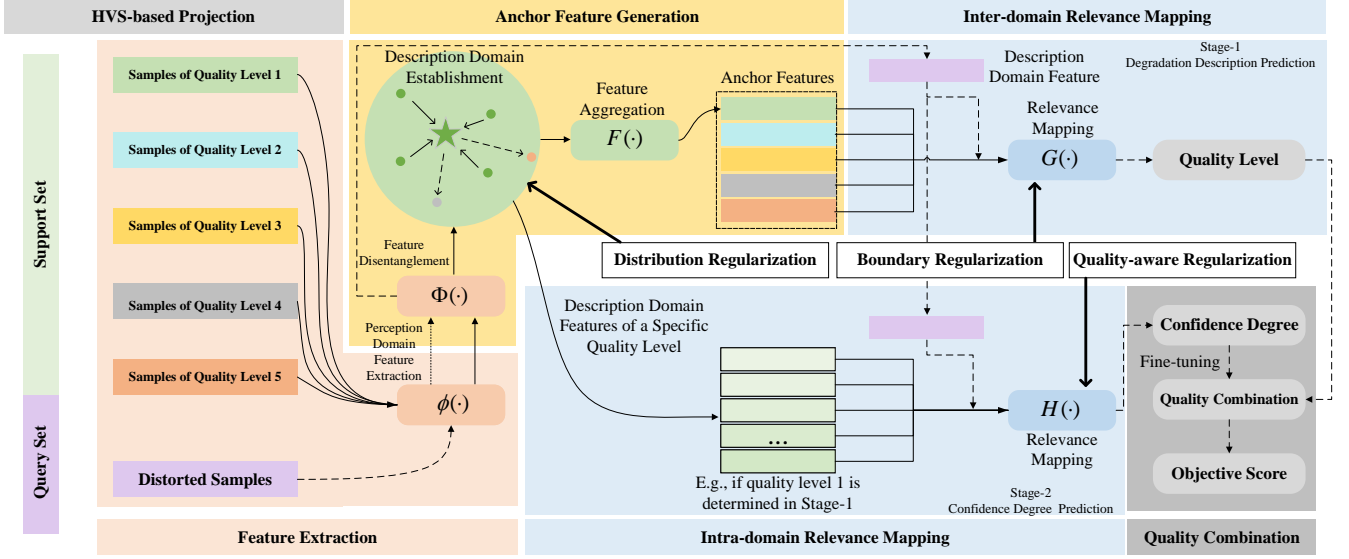 HVS-based Projection
Anchor Feature Generation
Inter-domain Relevance Mapping
Support Set
Query Set
Samples of Quality Level 1
Samples of Quality Level 2
Samples of Quality Level 3
Samples of Quality Level 4
Samples of Quality Level 5
Distorted Samples
Description Domain
Establishment
Feature
Aggregation
F(·)
Anchor Features
Feature
Disentanglement
Φ(·)
Perception
Domain
Feature
Extraction
ϕ(·)
Stage-1
Degradation Description Prediction
Description
Domain Feature
Relevance
Mapping
G(·)
Quality Level
Distribution Regularization
Boundary Regularization
Quality-aware Regularization
Description Domain
Features of a Specific
Quality Level
...
E.g., if quality level 1 is
determined in Stage-1
H(·)
Relevance
Mapping
Stage-2
Confidence Degree Prediction
Confidence Degree
Fine-tuning
Quality Combination
Objective Score
Feature Extraction
Intra-domain Relevance Mapping
Quality Combination